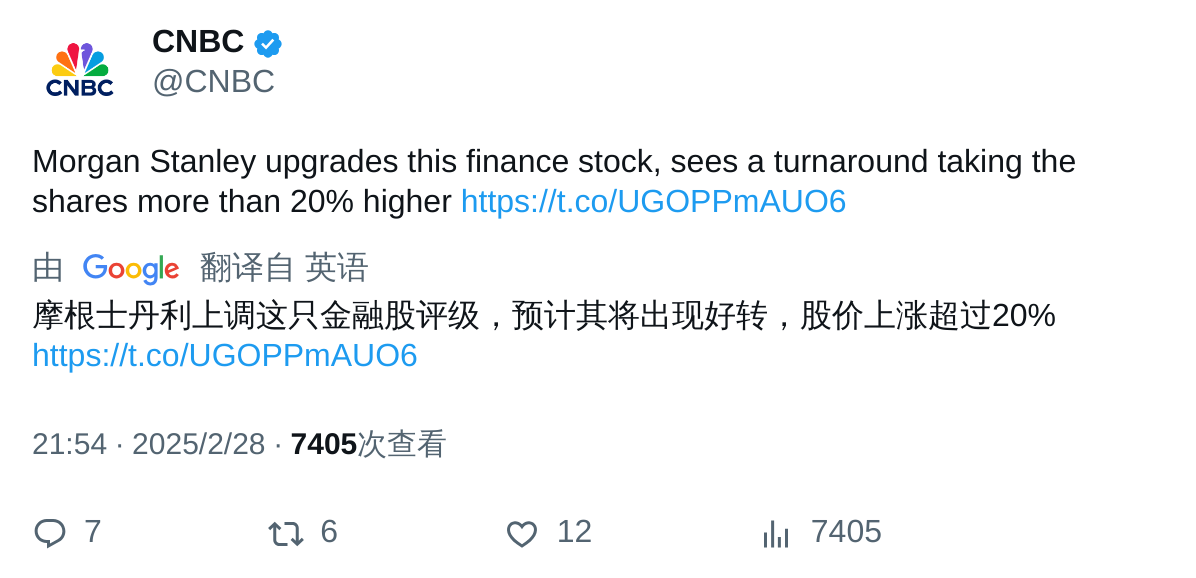 CNBC
CNBC
@CNBC
Morgan Stanley upgrades this finance stock, sees a turnaround taking the
shares more than 20% higher https://t.co/UGOPPmAUO6
由 Google 翻译自 英语
摩根士丹利上调这只金融股评级，预计其将出现好转，股价上涨超过20%
https://t.co/UGOPPmAUO6
21:54 · 2025/2/28 · 7405次查看
7 6 12 7405